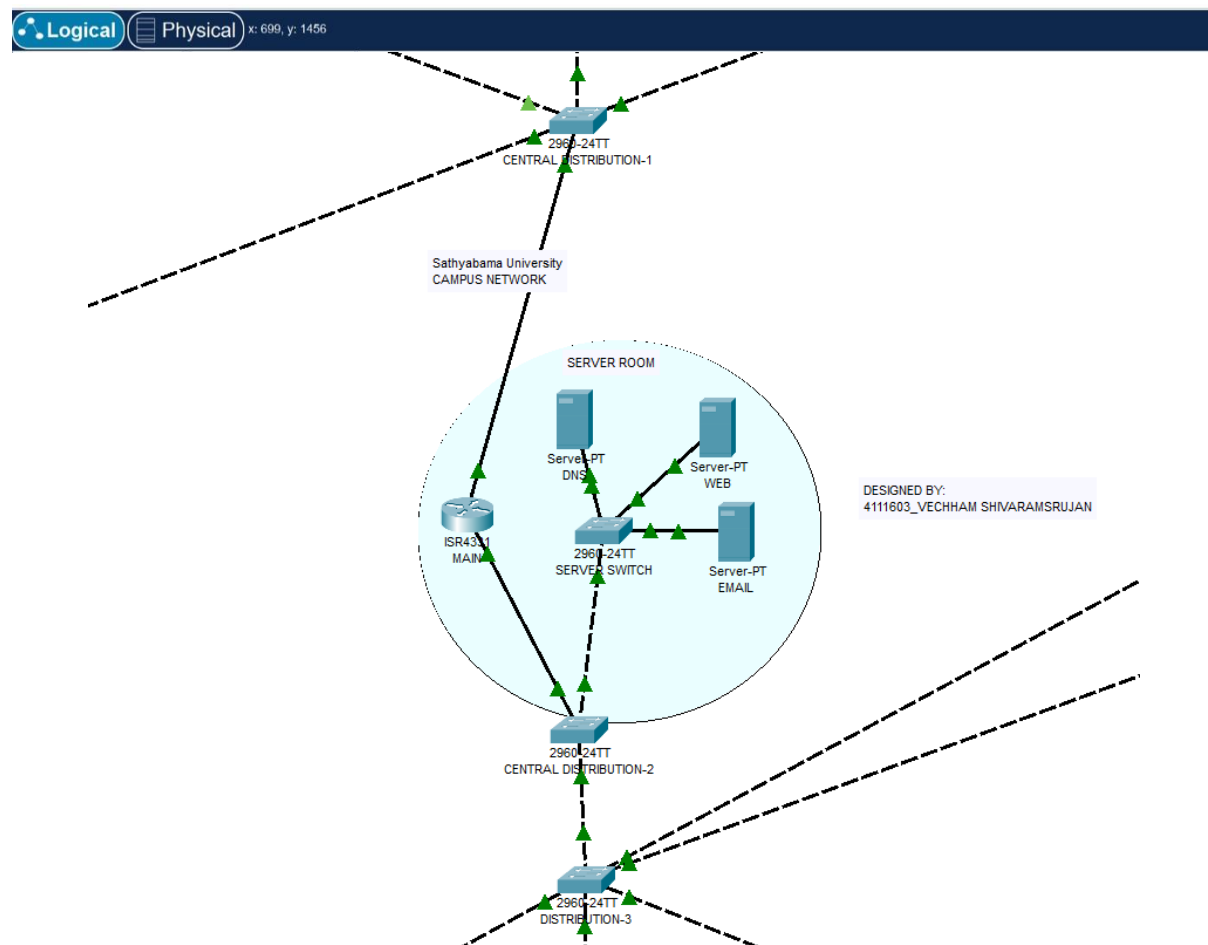 Logical Physical x: 699, y: 1456
2960-24TT
CENTRAL DISTRIBUTION-1
Sathyabama University
CAMPUS NETWORK
SERVER ROOM
Server-PT
DNS
Server-PT
WEB
DESIGNED BY:
4111603_VECHHAM SHIVARAMSRUJAN
ISR4331
MAIN
2960-24TT
SERVER SWITCH
Server-PT
EMAIL
2960-24TT
CENTRAL DISTRIBUTION-2
2960-24TT
DISTRIBUTION-3